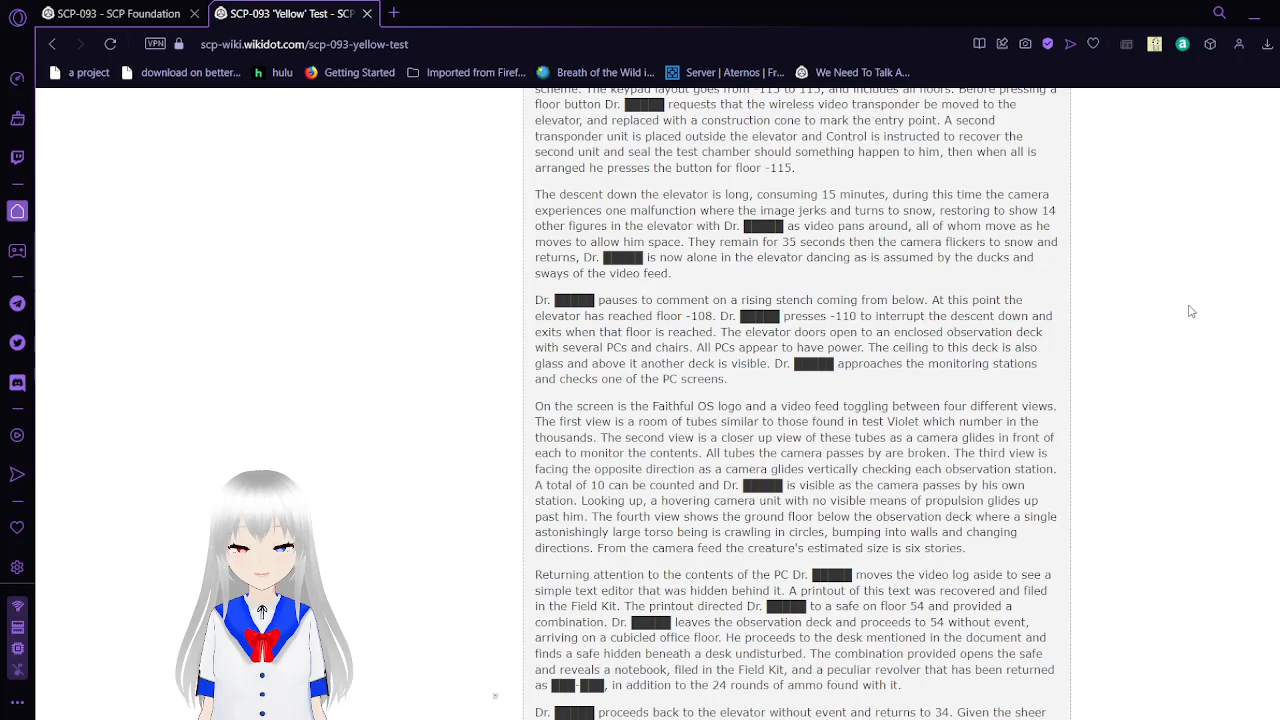 SCP-093 - SCP Foundation
SCP-093 'Yellow' Test - SCP
VPN
scp-wiki.wikidot.com/scp-093-yellow-test
a project
download on better...
hulu
Getting Started
Imported from Firef...
Breath of the Wild i...
Server | Aternos | Fr...
We Need To Talk A...
scheme. The keypad layout goes from -115 to 115, and includes all floors. Before pressing a
floor button Dr. █████ requests that the wireless video transponder be moved to the
elevator, and replaced with a construction cone to mark the entry point. A second
transponder unit is placed outside the elevator and Control is instructed to recover the
second unit and seal the test chamber should something happen to him, then when all is
arranged he presses the button for floor -115.
The descent down the elevator is long, consuming 15 minutes, during this time the camera
experiences one malfunction where the image jerks and turns to snow, restoring to show 14
other figures in the elevator with Dr. █████ as video pans around, all of whom move as he
moves to allow him space. They remain for 35 seconds then the camera flickers to snow and
returns, Dr. █████ is now alone in the elevator dancing as is assumed by the ducks and
sways of the video feed.
Dr. █████ pauses to comment on a rising stench coming from below. At this point the
elevator has reached floor -108. Dr. █████ presses -110 to interrupt the descent down and
exits when that floor is reached. The elevator doors open to an enclosed observation deck
with several PCs and chairs. All PCs appear to have power. The ceiling to this deck is also
glass and above it another deck is visible. Dr. █████ approaches the monitoring stations
and checks one of the PC screens.
On the screen is the Faithful OS logo and a video feed toggling between four different views.
The first view is a room of tubes similar to those found in test Violet which number in the
thousands. The second view is a closer up view of these tubes as a camera glides in front of
each to monitor the contents. All tubes the camera passes by are broken. The third view is
facing the opposite direction as a camera glides vertically checking each observation station.
A total of 10 can be counted and Dr. █████ is visible as the camera passes by his own
station. Looking up, a hovering camera unit with no visible means of propulsion glides up
past him. The fourth view shows the ground floor below the observation deck where a single
astonishingly large torso being is crawling in circles, bumping into walls and changing
directions. From the camera feed the creature's estimated size is six stories.
Returning attention to the contents of the PC Dr. █████ moves the video log aside to see a
simple text editor that was hidden behind it. A printout of this text was recovered and filed
in the Field Kit. The printout directed Dr. █████ to a safe on floor 54 and provided a
combination. Dr. █████ leaves the observation deck and proceeds to 54 without event,
arriving on a cubicled office floor. He proceeds to the desk mentioned in the document and
finds a safe hidden beneath a desk undisturbed. The combination provided opens the safe
and reveals a notebook, filed in the Field Kit, and a peculiar revolver that has been returned
as ███-███, in addition to the 24 rounds of ammo found with it.
Dr. █████ proceeds back to the elevator without event and returns to 34. Given the sheer